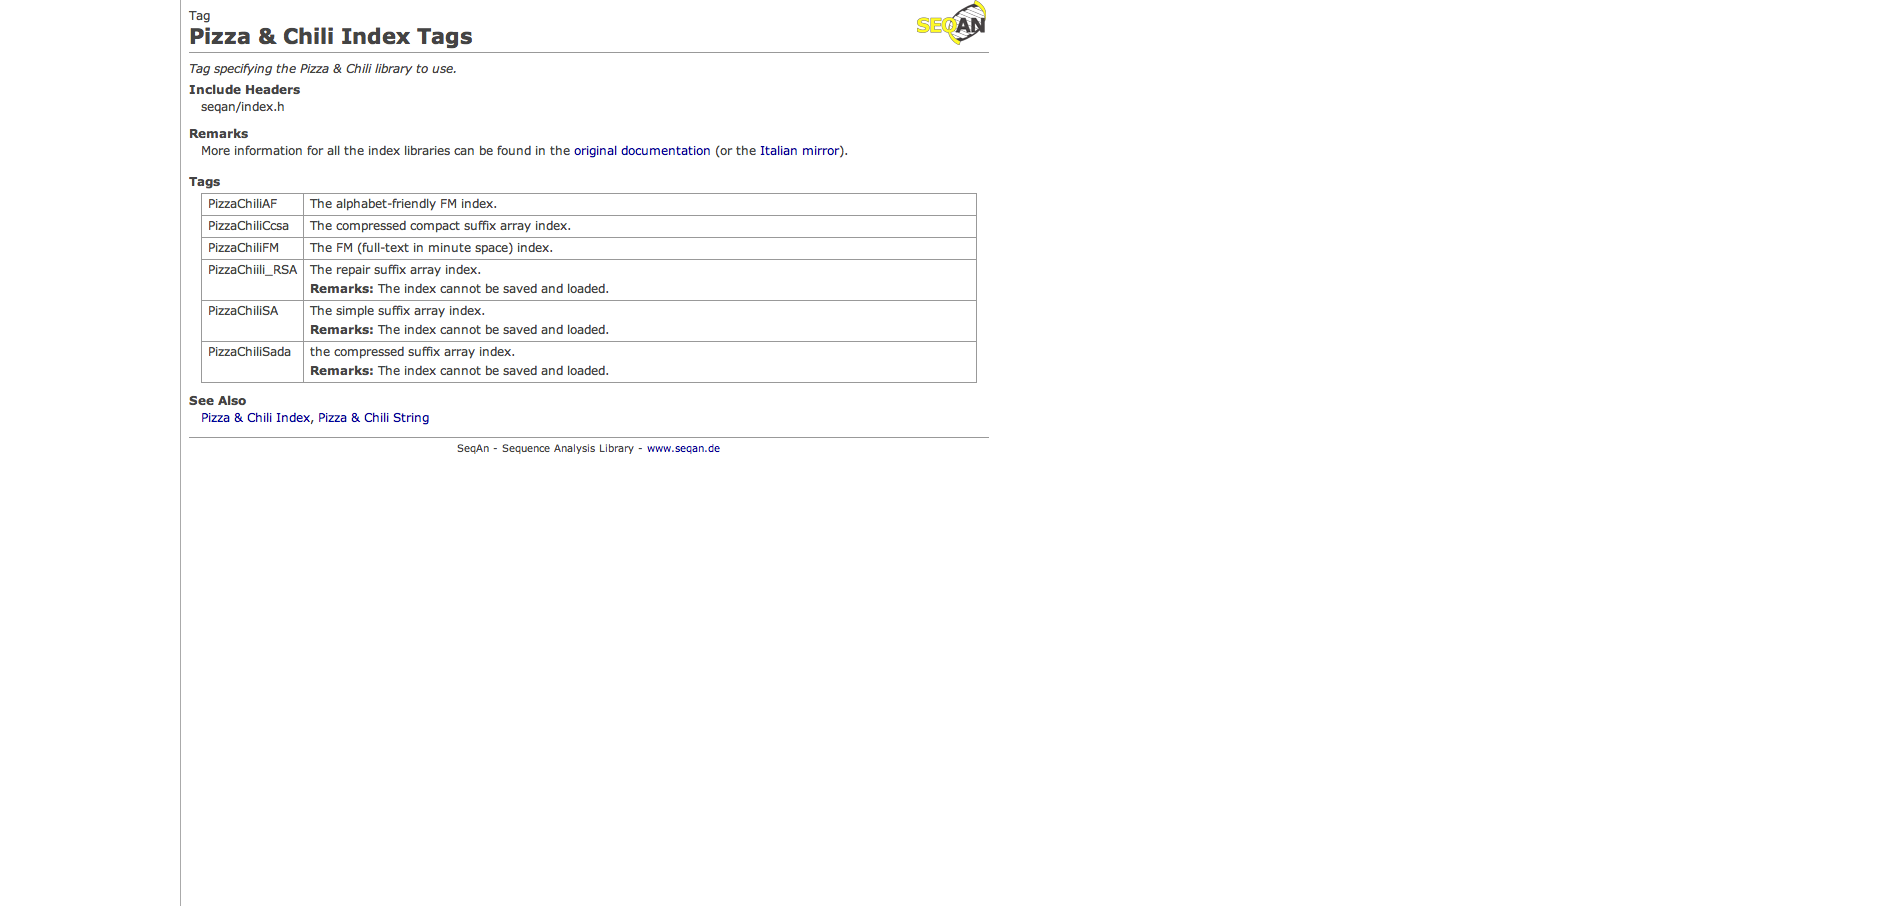 Tag
SEQAN
Pizza & Chili Index Tags
Tag specifying the Pizza & Chili library to use.
Include Headers
seqan/index.h
Remarks
More information for all the index libraries can be found in the original documentation (or the Italian mirror).
Tags
PizzaChiliAF The alphabet-friendly FM index.
PizzaChiliCcsa The compressed compact suffix array index.
PizzaChiliFM The FM (full-text in minute space) index.
PizzaChiili_RSA The repair suffix array index.
Remarks: The index cannot be saved and loaded.
PizzaChiliSA The simple suffix array index.
Remarks: The index cannot be saved and loaded.
PizzaChiliSada the compressed suffix array index.
Remarks: The index cannot be saved and loaded.
See Also
Pizza & Chili Index, Pizza & Chili String
SeqAn - Sequence Analysis Library - www.seqan.de